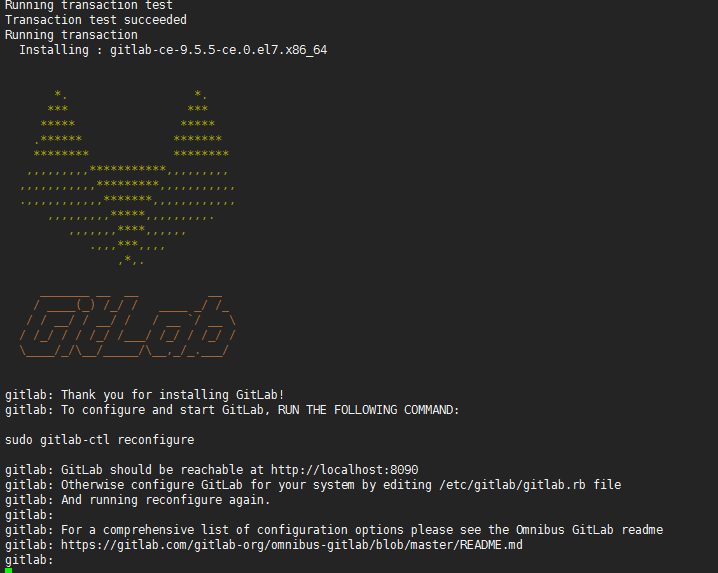 Running transaction test
Transaction test succeeded
Running transaction
  Installing : gitlab-ce-9.5.5-ce.0.el7.x86_64
GitLab
gitlab: Thank you for installing GitLab!
gitlab: To configure and start GitLab, RUN THE FOLLOWING COMMAND:
sudo gitlab-ctl reconfigure
gitlab: GitLab should be reachable at http://localhost:8090
gitlab: Otherwise configure GitLab for your system by editing /etc/gitlab/gitlab.rb file
gitlab: And running reconfigure again.
gitlab:
gitlab: For a comprehensive list of configuration options please see the Omnibus GitLab readme
gitlab: https://gitlab.com/gitlab-org/omnibus-gitlab/blob/master/README.md
gitlab: